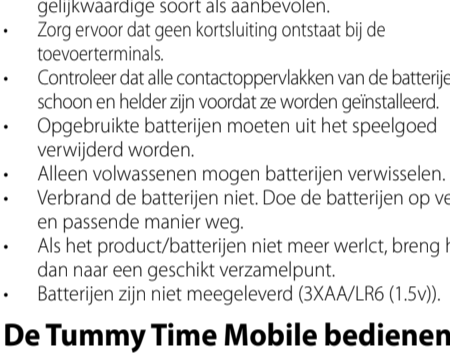 gelijkwaardige soort als aanbevolen.
• Zorg ervoor dat geen kortsluiting ontstaat bij de
toevoerterminals.
• Controleer dat alle contactoppervlakken van de batterije
schoon en helder zijn voordat ze worden geïnstalleerd.
• Opgebruikte batterijen moeten uit het speelgoed
verwijderd worden.
• Alleen volwassenen mogen batterijen verwisselen.
• Verbrand de batterijen niet. Doe de batterijen op ve
en passende manier weg.
• Als het product/batterijen niet meer werlct, breng h
dan naar een geschikt verzamelpunt.
• Batterijen zijn niet meegeleverd (3XAA/LR6 (1.5v)).
De Tummy Time Mobile bedienen